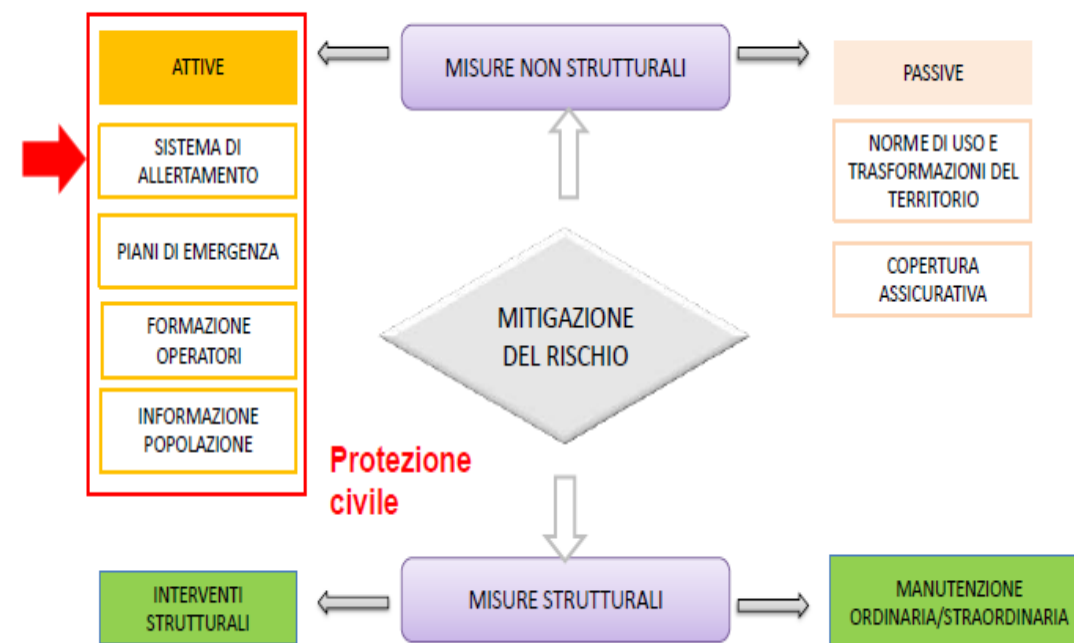 ATTIVE
MISURE NON STRUTTURALI
PASSIVE
SISTEMA DI
ALLERTAMENTO
NORME DI USO E
TRASFORMAZIONI DEL
TERRITORIO
PIANI DI EMERGENZA
COPERTURA
ASSICURATIVA
FORMAZIONE
OPERATORI
MITIGAZIONE
DEL RISCHIO
INFORMAZIONE
POPOLAZIONE
Protezione
civile
INTERVENTI
STRUTTURALI
MISURE STRUTTURALI
MANUTENZIONE
ORDINARIA/STRAORDINARIA